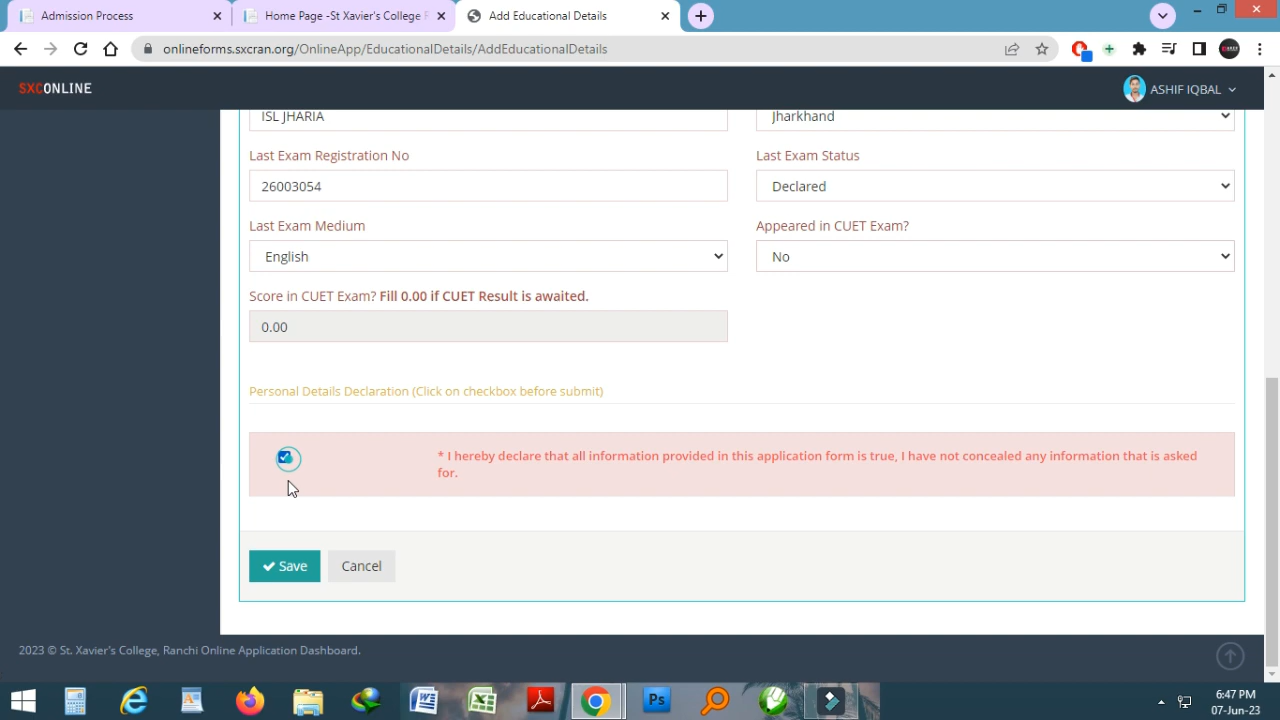 Admission Process
Home Page -St Xavier's College R
Add Educational Details
onlineforms.sxcran.org/OnlineApp/EducationalDetails/AddEducationalDetails
SXCONLINE
ASHIF IQBAL
ISL JHARIA
Jharkhand
Last Exam Registration No
Last Exam Status
26003054
Declared
Last Exam Medium
Appeared in CUET Exam?
English
No
Score in CUET Exam? Fill 0.00 if CUET Result is awaited.
0.00
Personal Details Declaration (Click on checkbox before submit)
* I hereby declare that all information provided in this application form is true, I have not concealed any information that is asked
for.
Save
Cancel
2023 © St. Xavier's College, Ranchi Online Application Dashboard.
Ps
6:47 PM
07-Jun-23